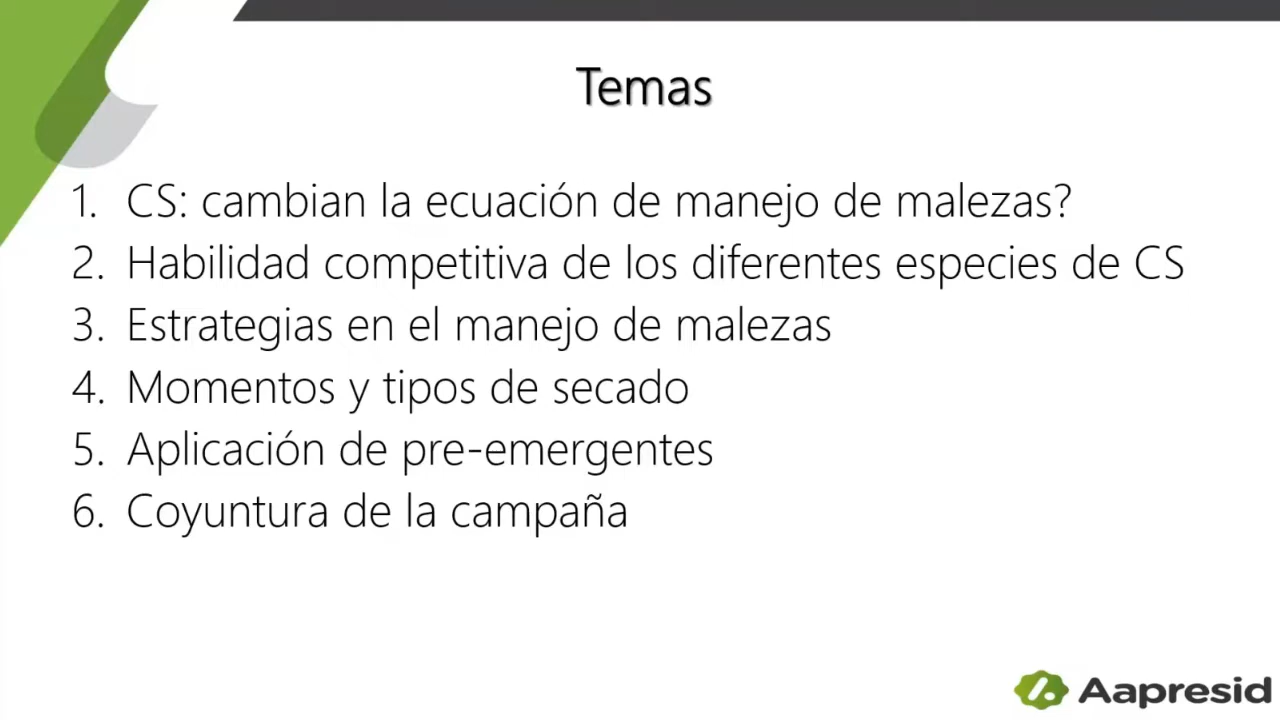 Temas
1. CS: cambian la ecuación de manejo de malezas?
2. Habilidad competitiva de los diferentes especies de CS
3. Estrategias en el manejo de malezas
4. Momentos y tipos de secado
5. Aplicación de pre-emergentes
6. Coyuntura de la campaña
Aapresid